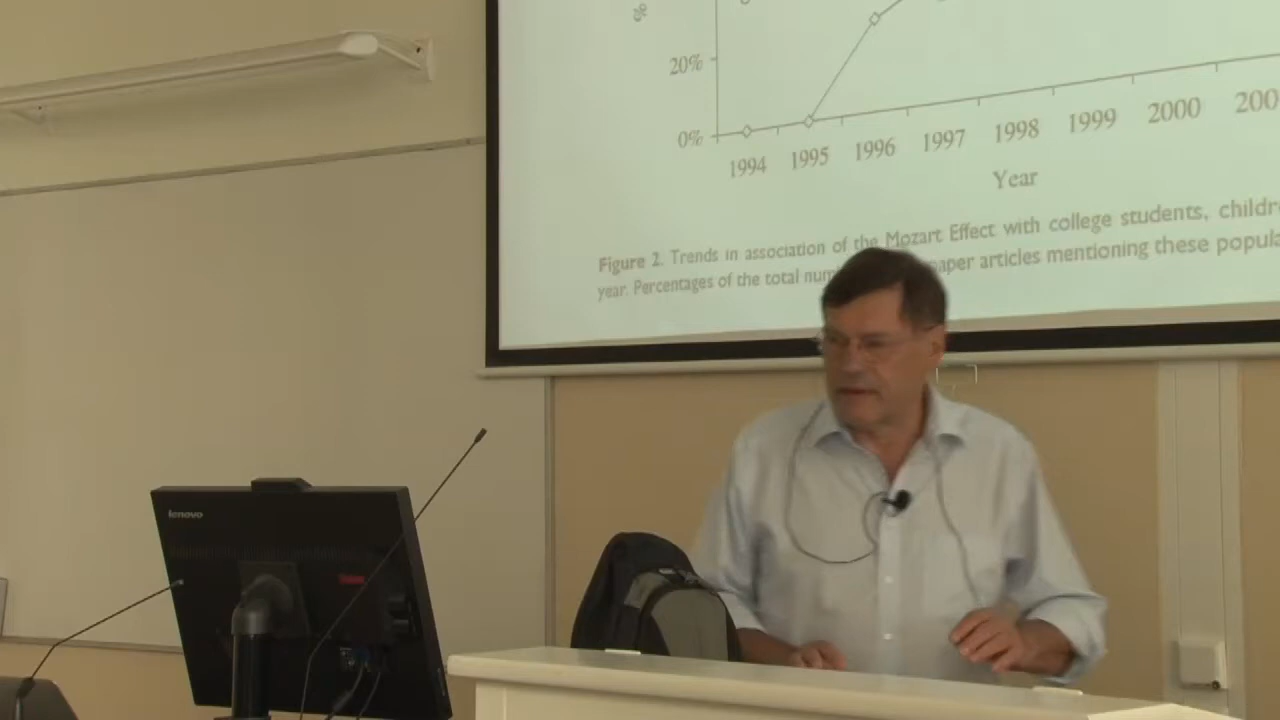 20%
0%
1994 1995 1996 1997 1998 1999 2000 200
Year
Figure 2. Trends in association of the Mozart Effect with college students, childr
year. Percentages of the total num paper articles mentioning these popula
lenovo